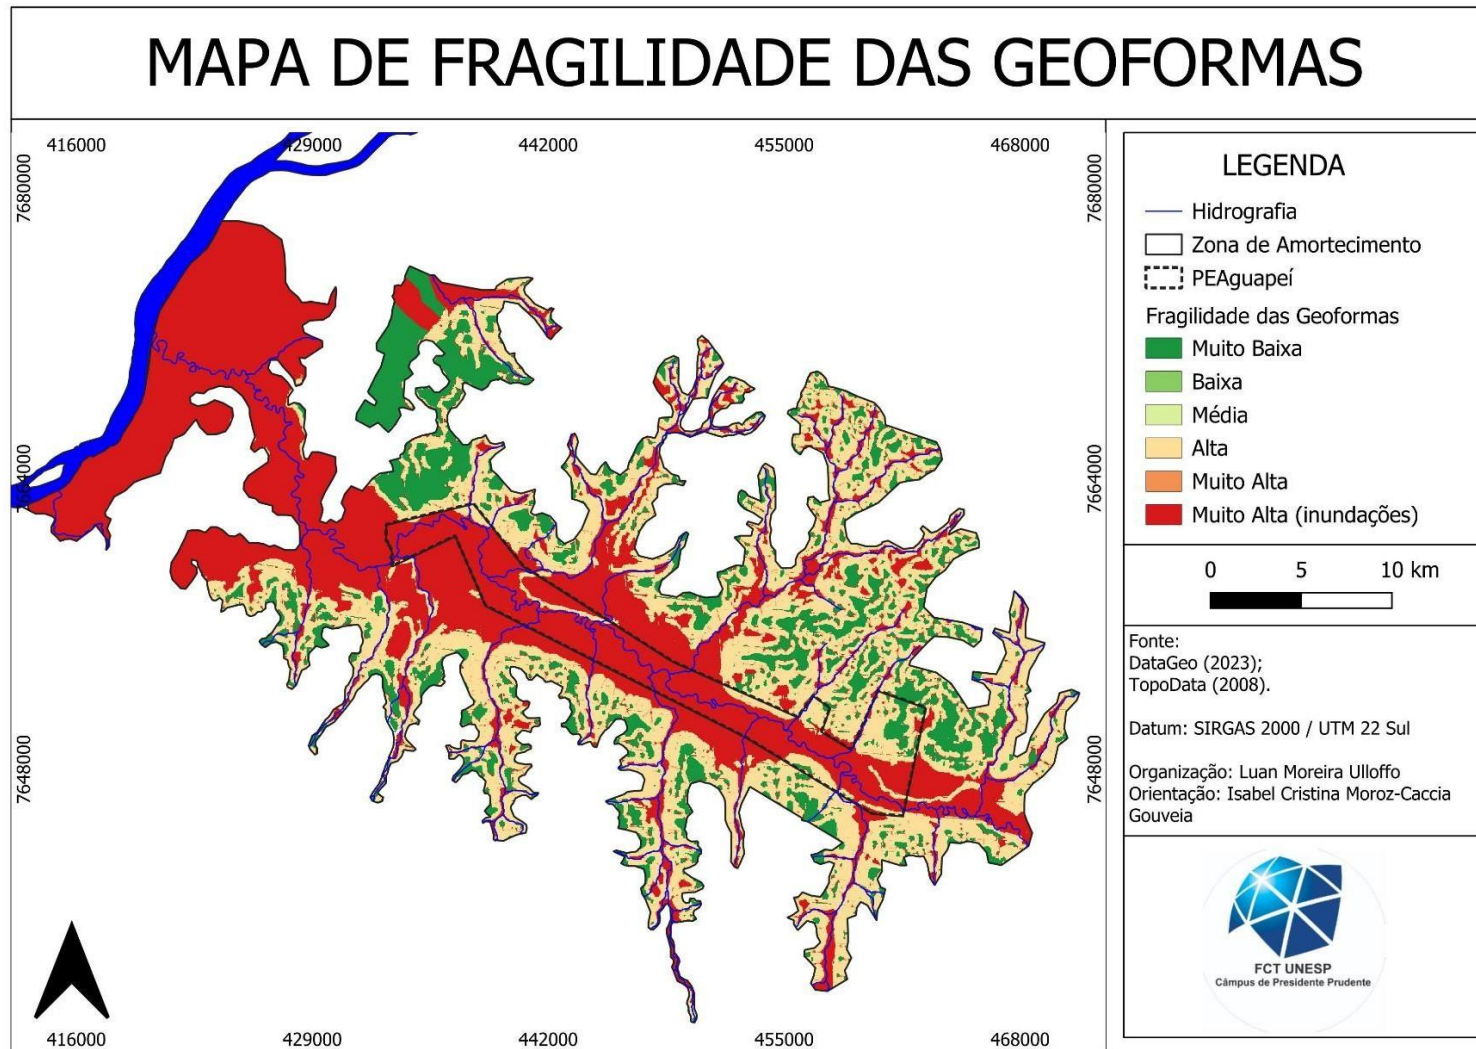 MAPA DE FRAGILIDADE DAS GEOFORMAS
416000
429000
442000
455000
468000
7680000
7680000
7664000
7664000
7648000
7648000
416000
429000
442000
455000
468000
LEGENDA
Hidrografia
Zona de Amortecimento
PEAguapeí
Fragilidade das Geoformas
Muito Baixa
Baixa
Média
Alta
Muito Alta
Muito Alta (inundações)
0 5 10 km
Fonte:
DataGeo (2023);
TopoData (2008).
Datum: SIRGAS 2000 / UTM 22 Sul
Organização: Luan Moreira Ulloffo
Orientação: Isabel Cristina Moroz-Caccia
Gouveia
FCT UNESP
Câmpus de Presidente Prudente